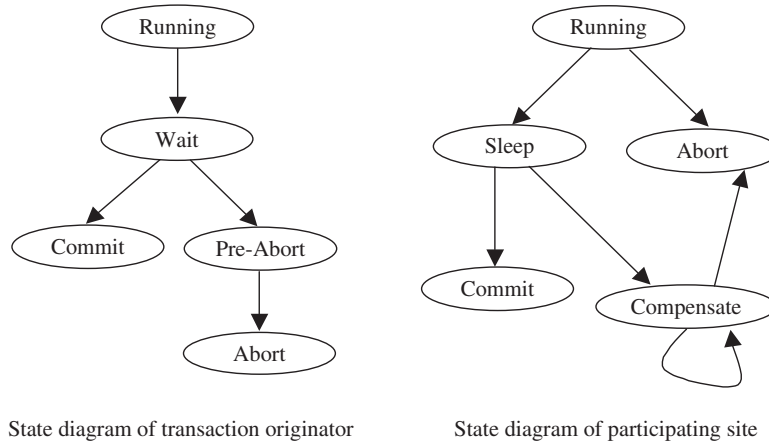 Running
Wait
Commit
Pre-Abort
Abort
State diagram of transaction originator
Running
Sleep
Abort
Commit
Compensate
State diagram of participating site